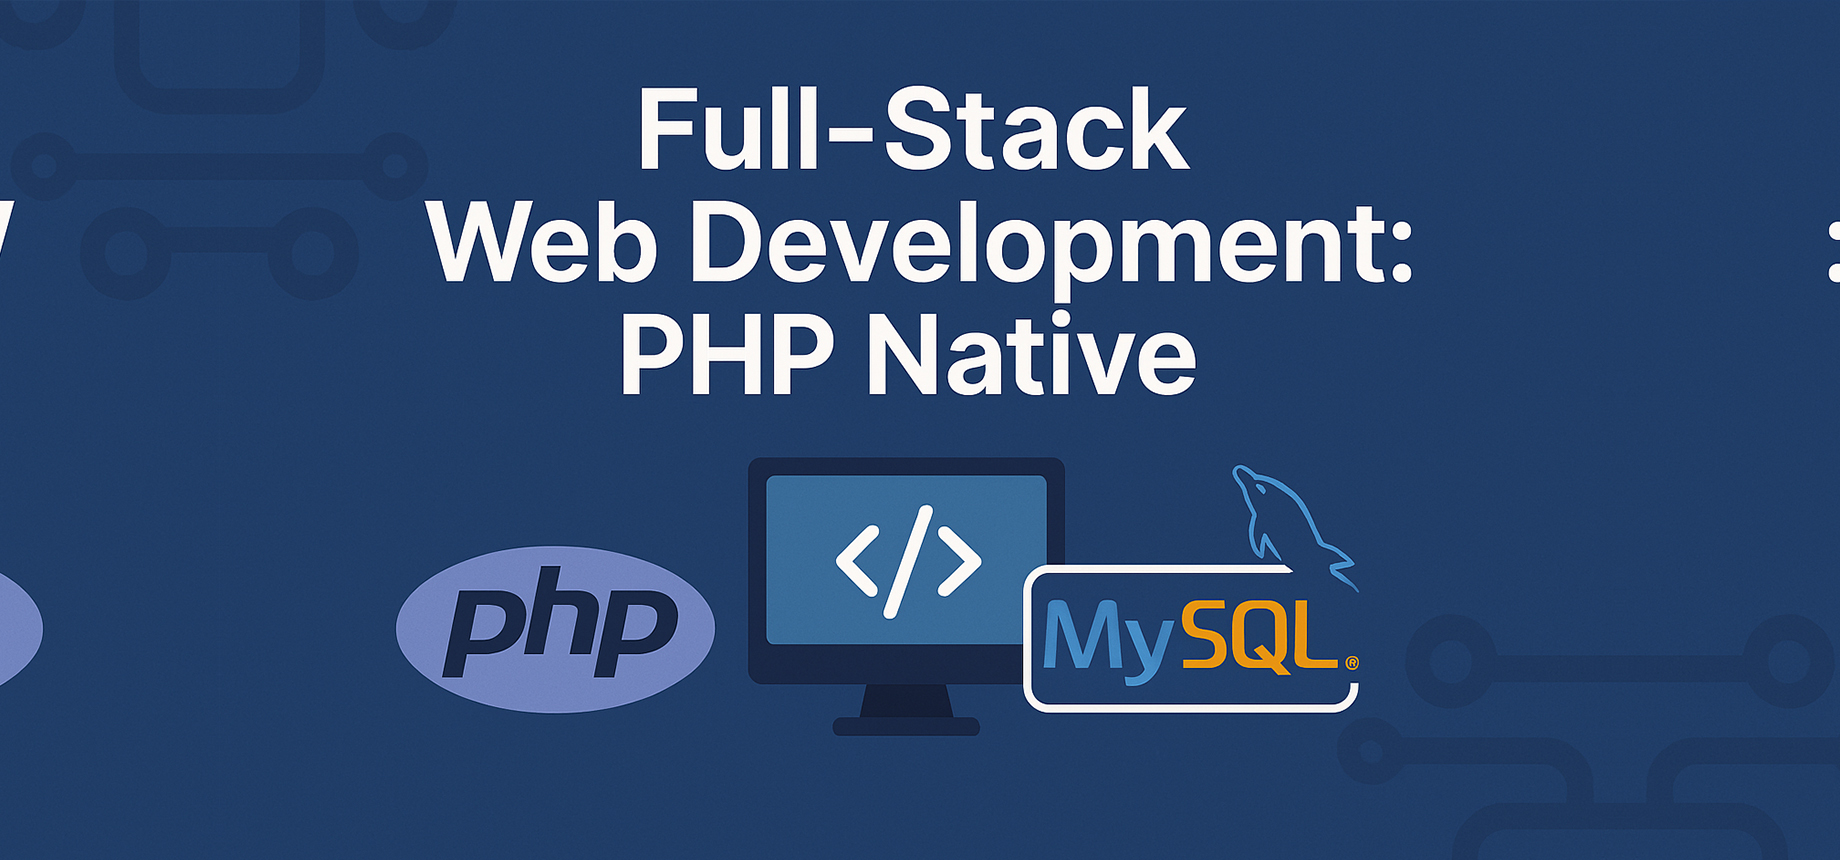 Full-Stack
Web Development:
PHP Native
</>
php
MySQL®
: